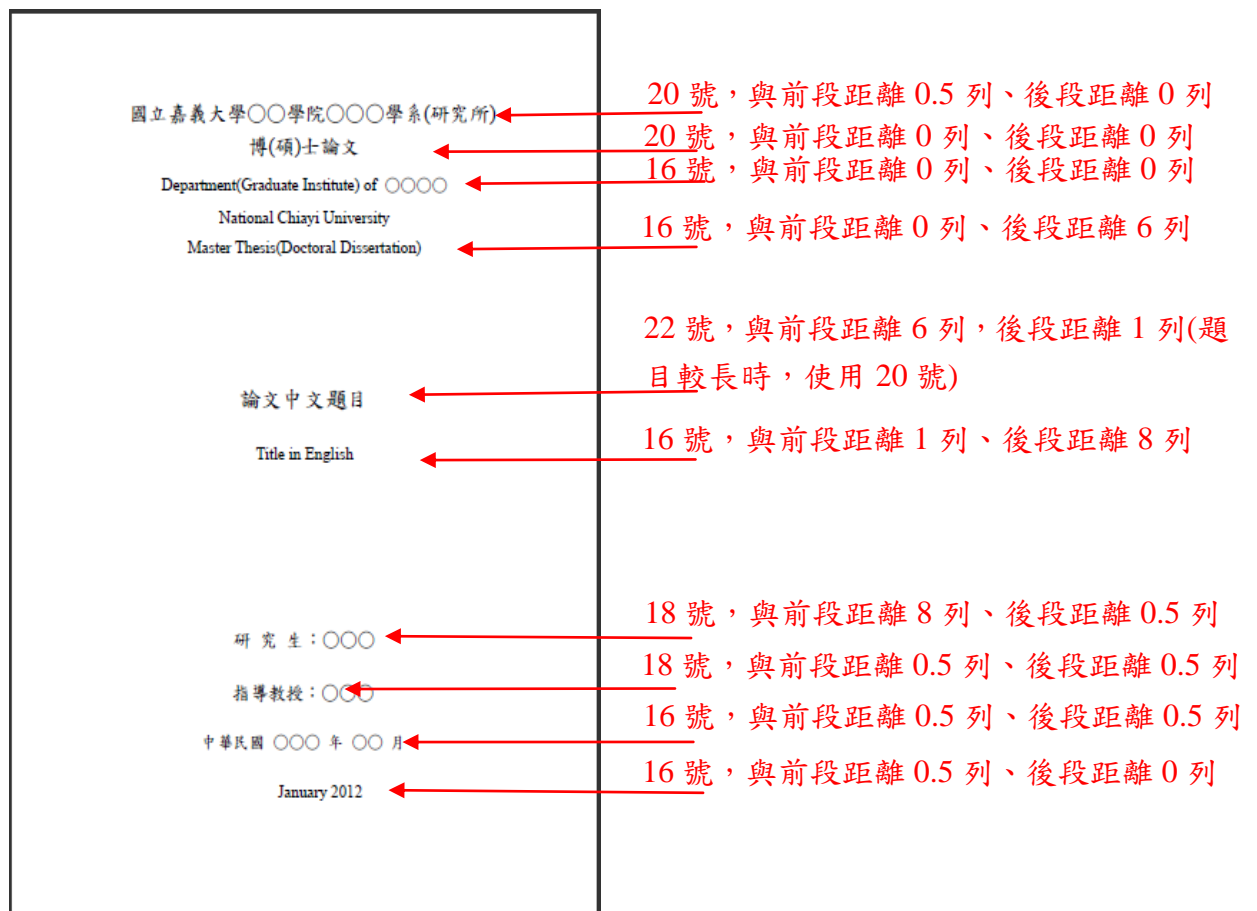 國立嘉義大學○○學院○○○學系(研究所)
20 號，與前段距離 0.5 列、後段距離 0 列
博(碩)士論文
20 號，與前段距離 0 列、後段距離 0 列
Department(Graduate Institute) of ○○○○
16 號，與前段距離 0 列、後段距離 0 列
National Chiayi University
Master Thesis(Doctoral Dissertation)
16 號，與前段距離 0 列、後段距離 6 列
論文中文題目
22 號，與前段距離 6 列，後段距離 1 列(題
目較長時，使用 20 號)
Title in English
16 號，與前段距離 1 列、後段距離 8 列
研 究 生：○○○
18 號，與前段距離 8 列、後段距離 0.5 列
指導教授：○○○
18 號，與前段距離 0.5 列、後段距離 0.5 列
中華民國 ○○○ 年 ○○ 月
16 號，與前段距離 0.5 列、後段距離 0.5 列
January 2012
16 號，與前段距離 0.5 列、後段距離 0 列